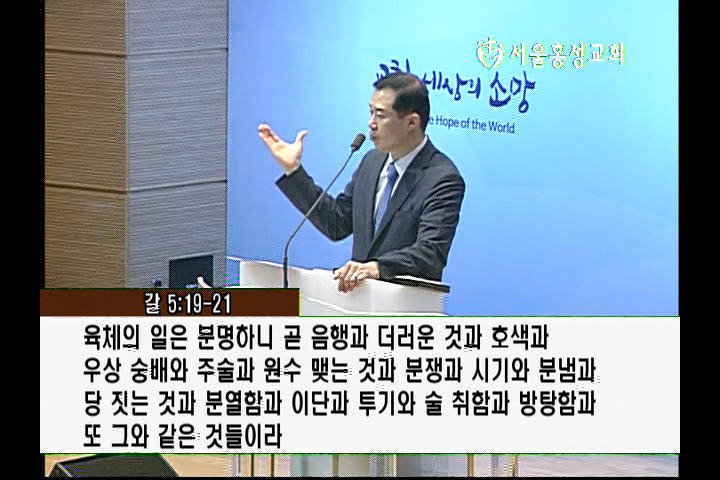 서울홍성교회
교회 세상의 소망
Hope of the World
갈 5:19-21
육체의 일은 분명하니 곧 음행과 더러운 것과 호색과
우상 숭배와 주술과 원수 맺는 것과 분쟁과 시기와 분냄과
당 짓는 것과 분열함과 이단과 투기와 술 취함과 방탕함과
또 그와 같은 것들이라